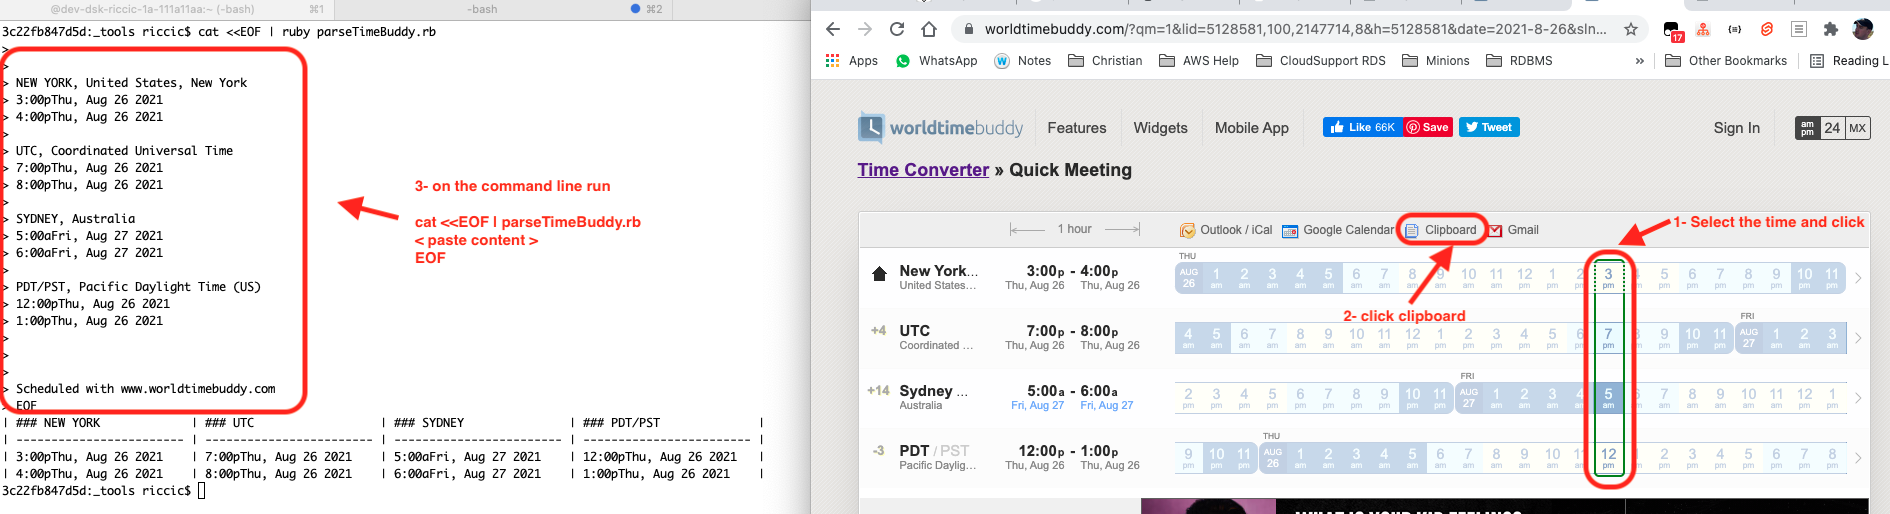 @dev-dsk-riccic-1a-111a11aa:~ (-bash) ⌘1
-bash ⌘2
3c22fb847d5d:_tools riccic$ cat <<EOF | ruby parseTimeBuddy.rb
>
>
> NEW YORK, United States, New York
> 3:00pThu, Aug 26 2021
> 4:00pThu, Aug 26 2021
>
> UTC, Coordinated Universal Time
> 7:00pThu, Aug 26 2021
> 8:00pThu, Aug 26 2021
>
> SYDNEY, Australia
> 5:00aFri, Aug 27 2021
> 6:00aFri, Aug 27 2021
>
> PDT/PST, Pacific Daylight Time (US)
> 12:00pThu, Aug 26 2021
> 1:00pThu, Aug 26 2021
>
>
>
> Scheduled with www.worldtimebuddy.com
> EOF
| ### NEW YORK | ### UTC | ### SYDNEY | ### PDT/PST |
| ------------------------ | ------------------------ | ------------------------ | ------------------------ |
| 3:00pThu, Aug 26 2021 | 7:00pThu, Aug 26 2021 | 5:00aFri, Aug 27 2021 | 12:00pThu, Aug 26 2021 |
| 4:00pThu, Aug 26 2021 | 8:00pThu, Aug 26 2021 | 6:00aFri, Aug 27 2021 | 1:00pThu, Aug 26 2021 |
3c22fb847d5d:_tools riccic$
3- on the command line run
cat <<EOF | parseTimeBuddy.rb
< paste content >
EOF
worldtimebuddy.com/?qm=1&lid=5128581,100,2147714,8&h=5128581&date=2021-8-26&sln...
17
Apps WhatsApp Notes Christian AWS Help CloudSupport RDS Minions RDBMS » Other Bookmarks Reading L
worldtimebuddy Features Widgets Mobile App Like 66K Save Tweet Sign In am pm 24 MX
Time Converter » Quick Meeting
1 hour Outlook / iCal Google Calendar Clipboard Gmail
1- Select the time and click
2- click clipboard
THU
New York... 3:00p - 4:00p AUG 26 1 2 3 4 5 6 7 8 9 10 11 12 1 3 pm 5 6 7 8 9 10 11
United States... Thu, Aug 26 Thu, Aug 26
FRI
+4 UTC 7:00p - 8:00p 4 5 6 7 8 9 10 11 12 1 2 3 4 5 6 7 pm 9 10 11 AUG 27 1 2 3
Coordinated ... Thu, Aug 26 Thu, Aug 26
FRI
+14 Sydney ... 5:00a - 6:00a 2 3 4 5 6 7 8 9 10 11 AUG 27 1 2 3 4 5 am 6 7 8 9 10 11 12 1
Australia Fri, Aug 27 Fri, Aug 27
THU
-3 PDT / PST 12:00p - 1:00p 9 10 11 AUG 26 1 2 3 4 5 6 7 8 9 10 11 12 pm 2 3 4 5 6 7 8
Pacific Daylig... Thu, Aug 26 Thu, Aug 26